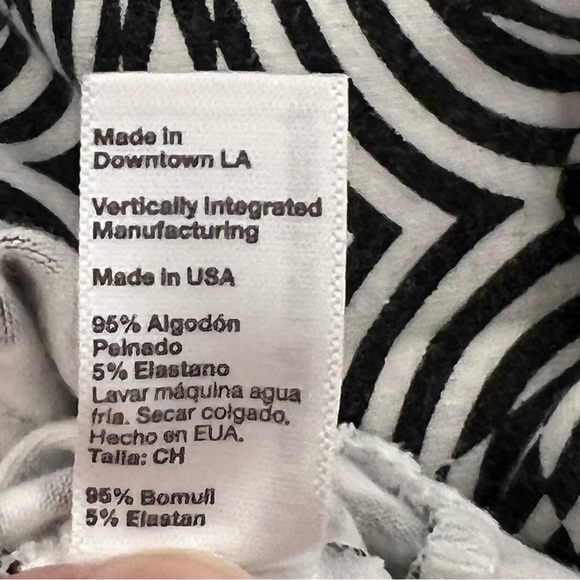 Made in
Downtown LA
Vertically Integrated
Manufacturing
Made in USA
95% Algodón
Peinado
5% Elastano
Lavar máquina agua
fría. Secar colgado.
Hecho en EUA.
Talla: CH
95% Bomull
5% Elastan